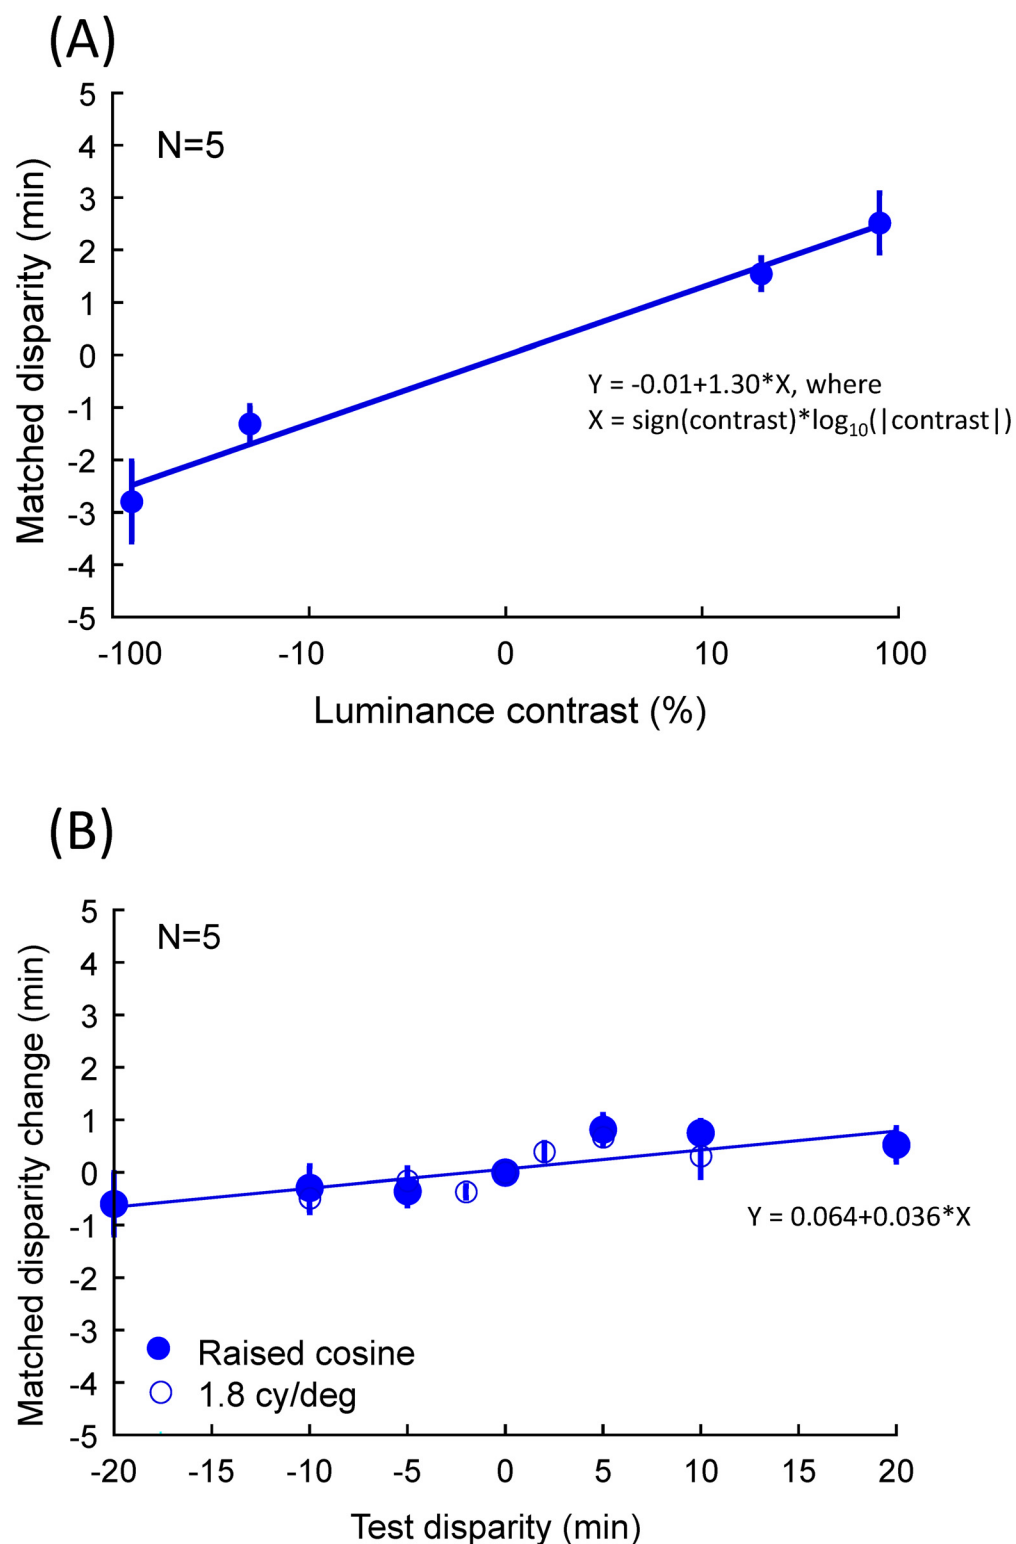 (A)
5
4
3
2
1
0
-1
-2
-3
-4
-5
Matched disparity (min)
N=5
Y = -0.01+1.30*X, where
X = sign(contrast)*log₁₀(|contrast|)
-100 -10 0 10 100
Luminance contrast (%)
(B)
5
4
3
2
1
0
-1
-2
-3
-4
-5
Matched disparity change (min)
N=5
Y = 0.064+0.036*X
Raised cosine
1.8 cy/deg
-20 -15 -10 -5 0 5 10 15 20
Test disparity (min)